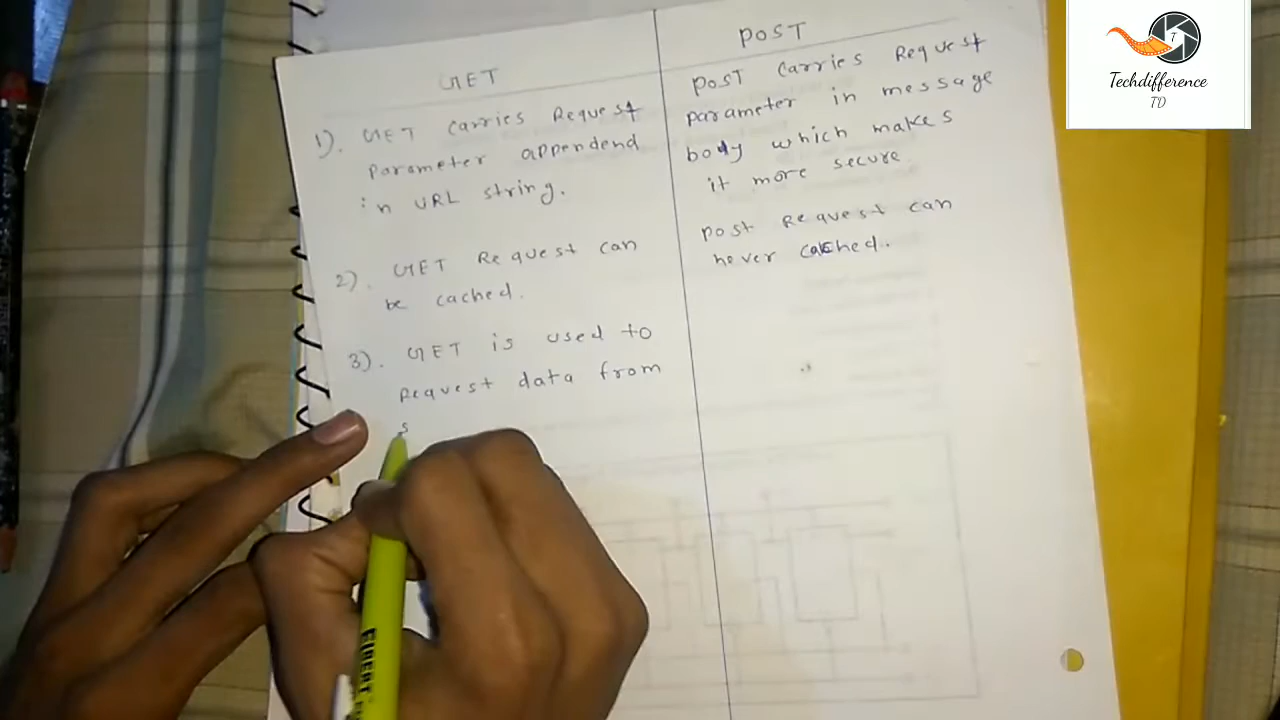 GET
1). GET carries Request
parameter appendend
in URL string.
2). GET Request can
be cached.
3). GET is used to
Request data from
s
POST
POST carries Request
parameter in message
body which makes
it more secure
post Request can
never cached.
T
Techdifference
TD